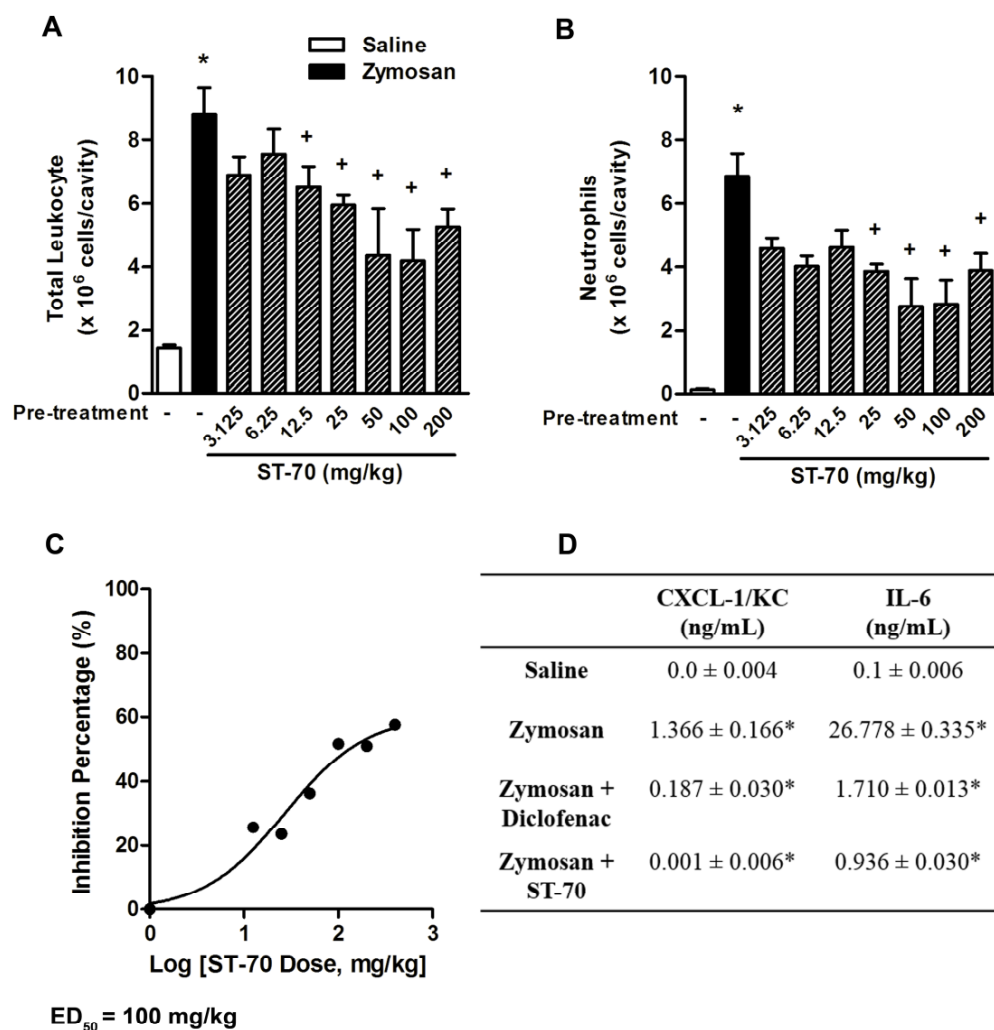 A
Saline
Zymosan
Total Leukocyte
(x 10⁶ cells/cavity)
10
8
6
4
2
0
*
+
+
+
+
+
Pre-treatment
-
-
3.125
6.25
12.5
25
50
100
200
ST-70 (mg/kg)
B
Neutrophils
(x 10⁶ cells/cavity)
10
8
6
4
2
0
*
+
+
+
+
Pre-treatment
-
-
3.125
6.25
12.5
25
50
100
200
ST-70 (mg/kg)
C
Inhibition Percentage (%)
100
80
60
40
20
0
0
1
2
3
Log [ST-70 Dose, mg/kg]
ED₅₀ = 100 mg/kg
D
CXCL-1/KC IL-6
(ng/mL) (ng/mL)
Saline 0.0 ± 0.004 0.1 ± 0.006
Zymosan 1.366 ± 0.166* 26.778 ± 0.335*
Zymosan +
Diclofenac 0.187 ± 0.030* 1.710 ± 0.013*
Zymosan +
ST-70 0.001 ± 0.006* 0.936 ± 0.030*